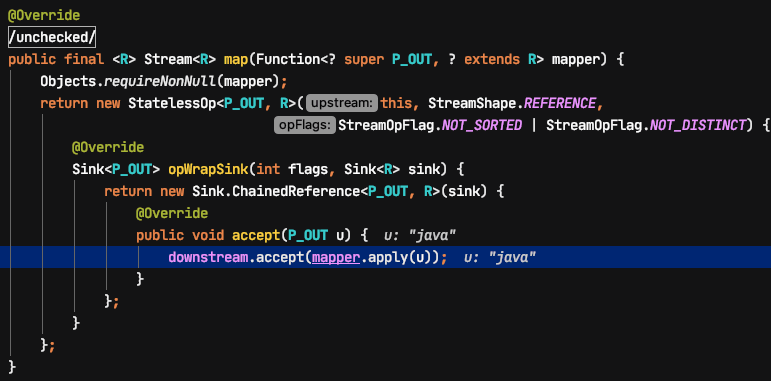 @Override
/unchecked/
public final <R> Stream<R> map(Function<? super P_OUT, ? extends R> mapper) {
Objects.requireNonNull(mapper);
return new StatelessOp<P_OUT, R>( upstream: this, StreamShape.REFERENCE,
opFlags: StreamOpFlag.NOT_SORTED | StreamOpFlag.NOT_DISTINCT) {
@Override
Sink<P_OUT> opWrapSink(int flags, Sink<R> sink) {
return new Sink.ChainedReference<P_OUT, R>(sink) {
@Override
public void accept(P_OUT u) { u: "java"
downstream.accept(mapper.apply(u)); u: "java"
}
};
}
};
}